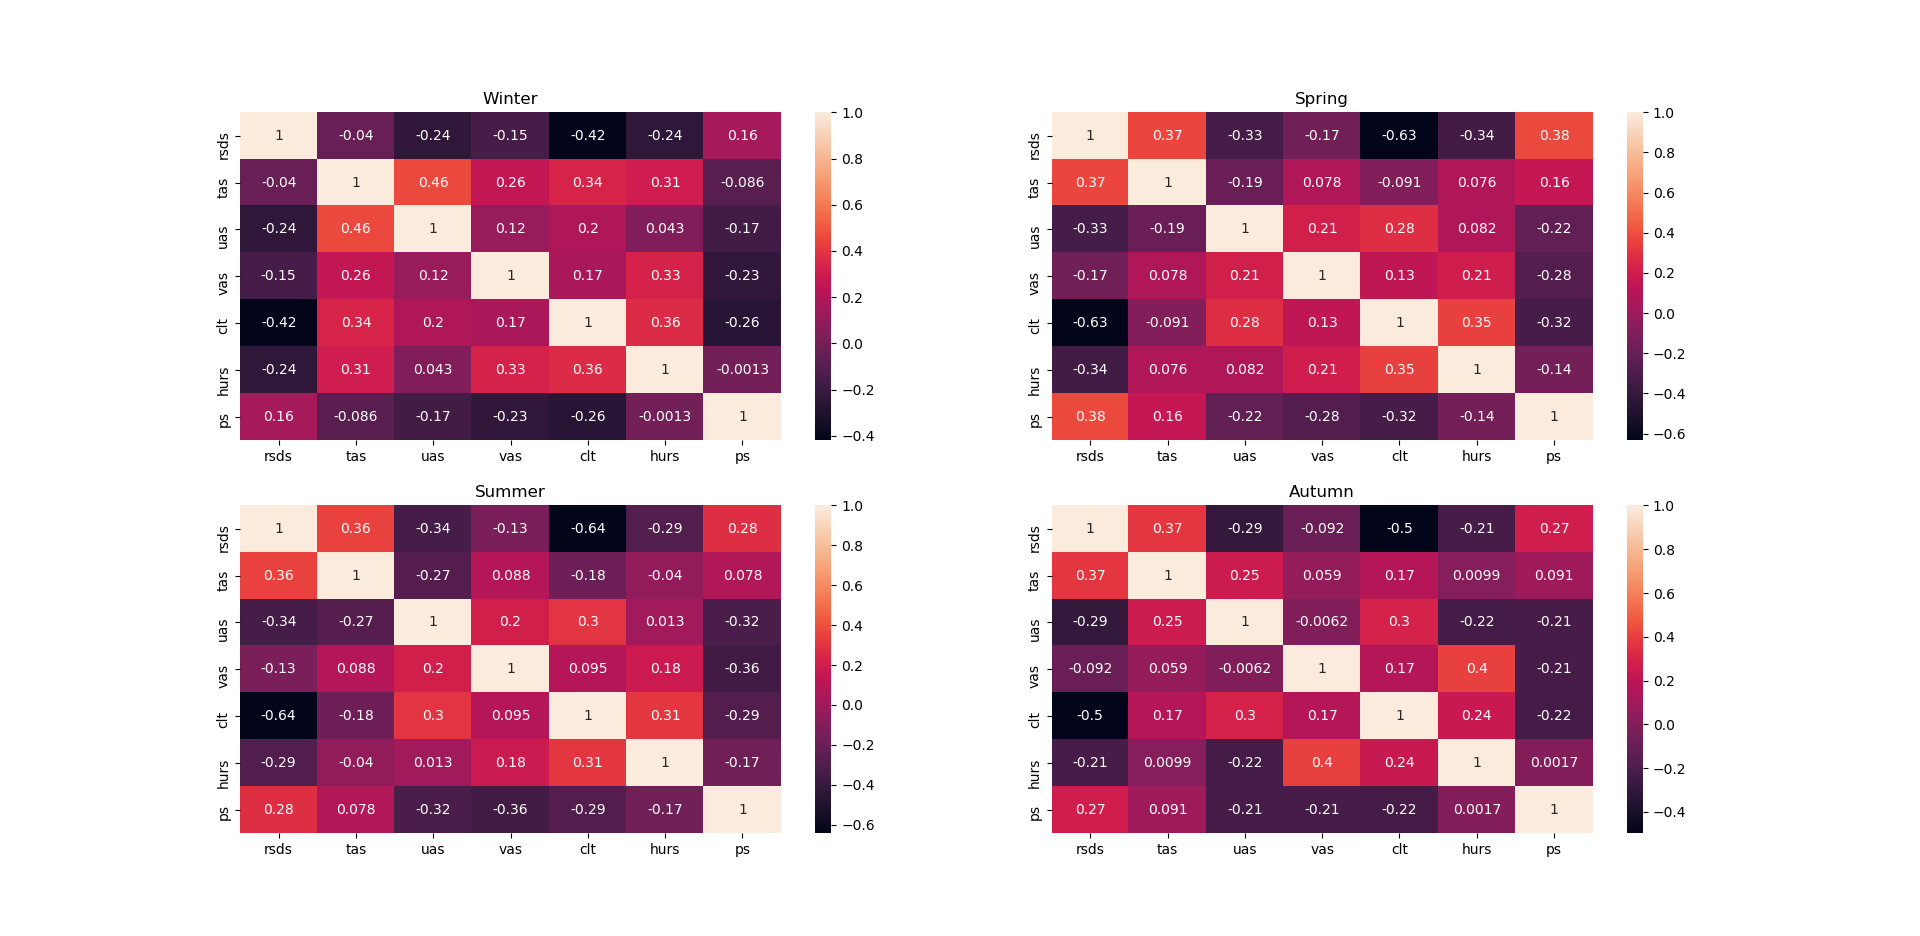 Winter
rsds 1 -0.04 -0.24 -0.15 -0.42 -0.24 0.16
tas -0.04 1 0.46 0.26 0.34 0.31 -0.086
uas -0.24 0.46 1 0.12 0.2 0.043 -0.17
vas -0.15 0.26 0.12 1 0.17 0.33 -0.23
clt -0.42 0.34 0.2 0.17 1 0.36 -0.26
hurs -0.24 0.31 0.043 0.33 0.36 1 -0.0013
ps 0.16 -0.086 -0.17 -0.23 -0.26 -0.0013 1
rsds tas uas vas clt hurs ps
1.0
0.8
0.6
0.4
0.2
0.0
−0.2
−0.4
Spring
rsds 1 0.37 -0.33 -0.17 -0.63 -0.34 0.38
tas 0.37 1 -0.19 0.078 -0.091 0.076 0.16
uas -0.33 -0.19 1 0.21 0.28 0.082 -0.22
vas -0.17 0.078 0.21 1 0.13 0.21 -0.28
clt -0.63 -0.091 0.28 0.13 1 0.35 -0.32
hurs -0.34 0.076 0.082 0.21 0.35 1 -0.14
ps 0.38 0.16 -0.22 -0.28 -0.32 -0.14 1
rsds tas uas vas clt hurs ps
1.0
0.8
0.6
0.4
0.2
0.0
−0.2
−0.4
−0.6
Summer
rsds 1 0.36 -0.34 -0.13 -0.64 -0.29 0.28
tas 0.36 1 -0.27 0.088 -0.18 -0.04 0.078
uas -0.34 -0.27 1 0.2 0.3 0.013 -0.32
vas -0.13 0.088 0.2 1 0.095 0.18 -0.36
clt -0.64 -0.18 0.3 0.095 1 0.31 -0.29
hurs -0.29 -0.04 0.013 0.18 0.31 1 -0.17
ps 0.28 0.078 -0.32 -0.36 -0.29 -0.17 1
rsds tas uas vas clt hurs ps
1.0
0.8
0.6
0.4
0.2
0.0
−0.2
−0.4
−0.6
Autumn
rsds 1 0.37 -0.29 -0.092 -0.5 -0.21 0.27
tas 0.37 1 0.25 0.059 0.17 0.0099 0.091
uas -0.29 0.25 1 -0.0062 0.3 -0.22 -0.21
vas -0.092 0.059 -0.0062 1 0.17 0.4 -0.21
clt -0.5 0.17 0.3 0.17 1 0.24 -0.22
hurs -0.21 0.0099 -0.22 0.4 0.24 1 0.0017
ps 0.27 0.091 -0.21 -0.21 -0.22 0.0017 1
rsds tas uas vas clt hurs ps
1.0
0.8
0.6
0.4
0.2
0.0
−0.2
−0.4